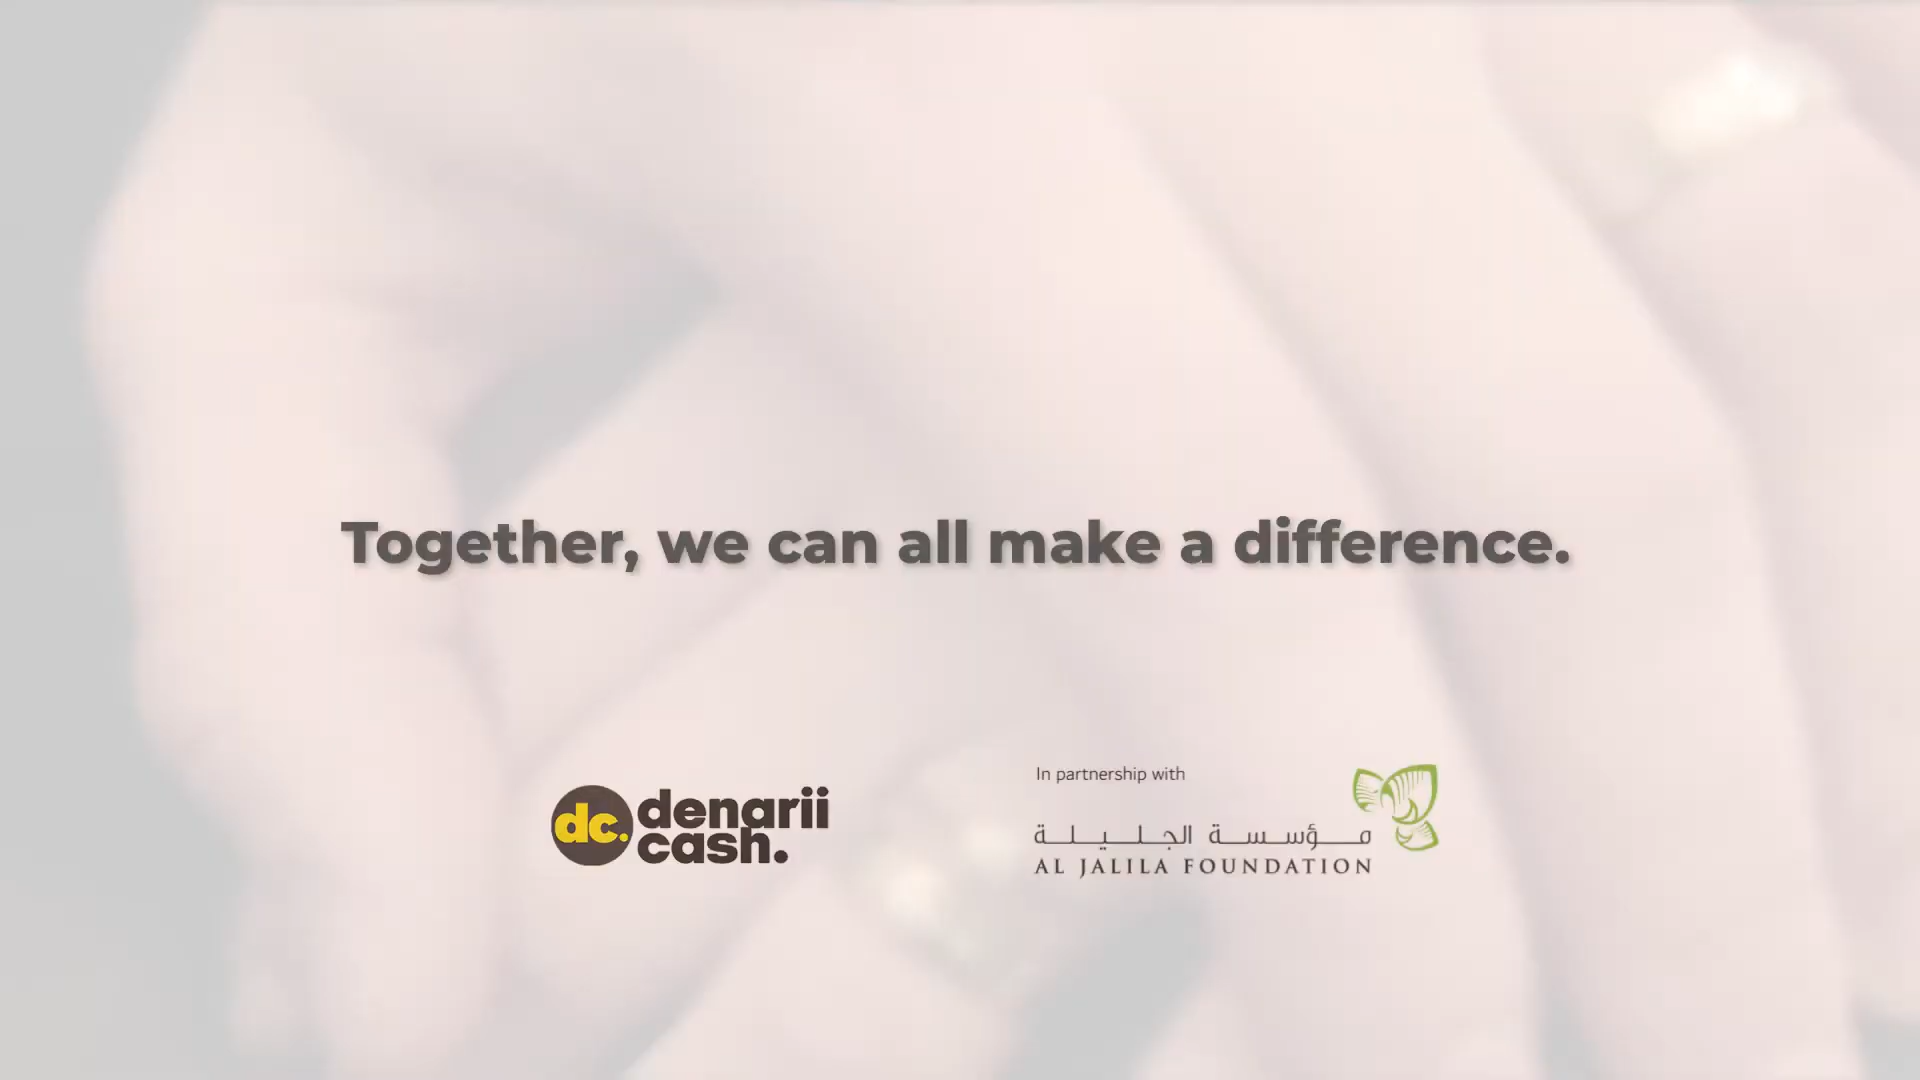 Together, we can all make a difference.
dc. denarii
cash.
In partnership with
مؤسسة الجليلة
AL JALILA FOUNDATION